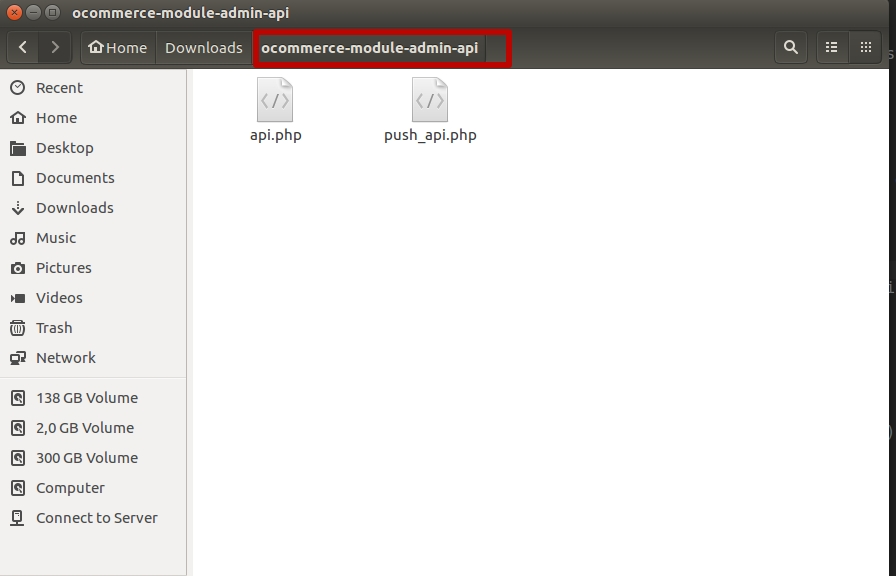 ocommerce-module-admin-api
Home Downloads ocommerce-module-admin-api
Recent
Home
Desktop
Documents
Downloads
Music
Pictures
Videos
Trash
Network
138 GB Volume
2,0 GB Volume
300 GB Volume
Computer
Connect to Server
api.php push_api.php